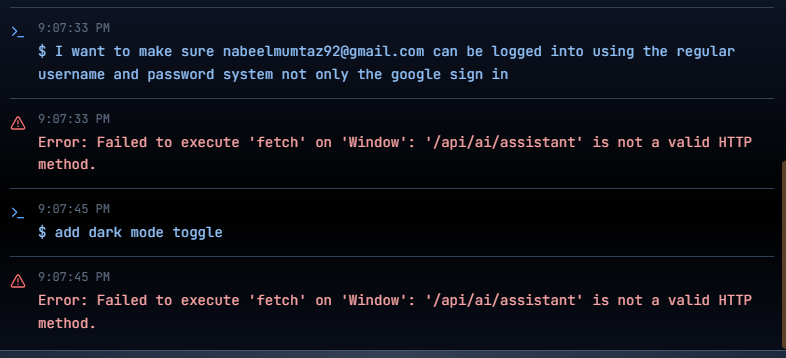 9:07:33 PM
$ I want to make sure nabeelmumtaz92@gmail.com can be logged into using the regular
username and password system not only the google sign in
9:07:33 PM
Error: Failed to execute 'fetch' on 'Window': '/api/ai/assistant' is not a valid HTTP
method.
9:07:45 PM
$ add dark mode toggle
9:07:45 PM
Error: Failed to execute 'fetch' on 'Window': '/api/ai/assistant' is not a valid HTTP
method.